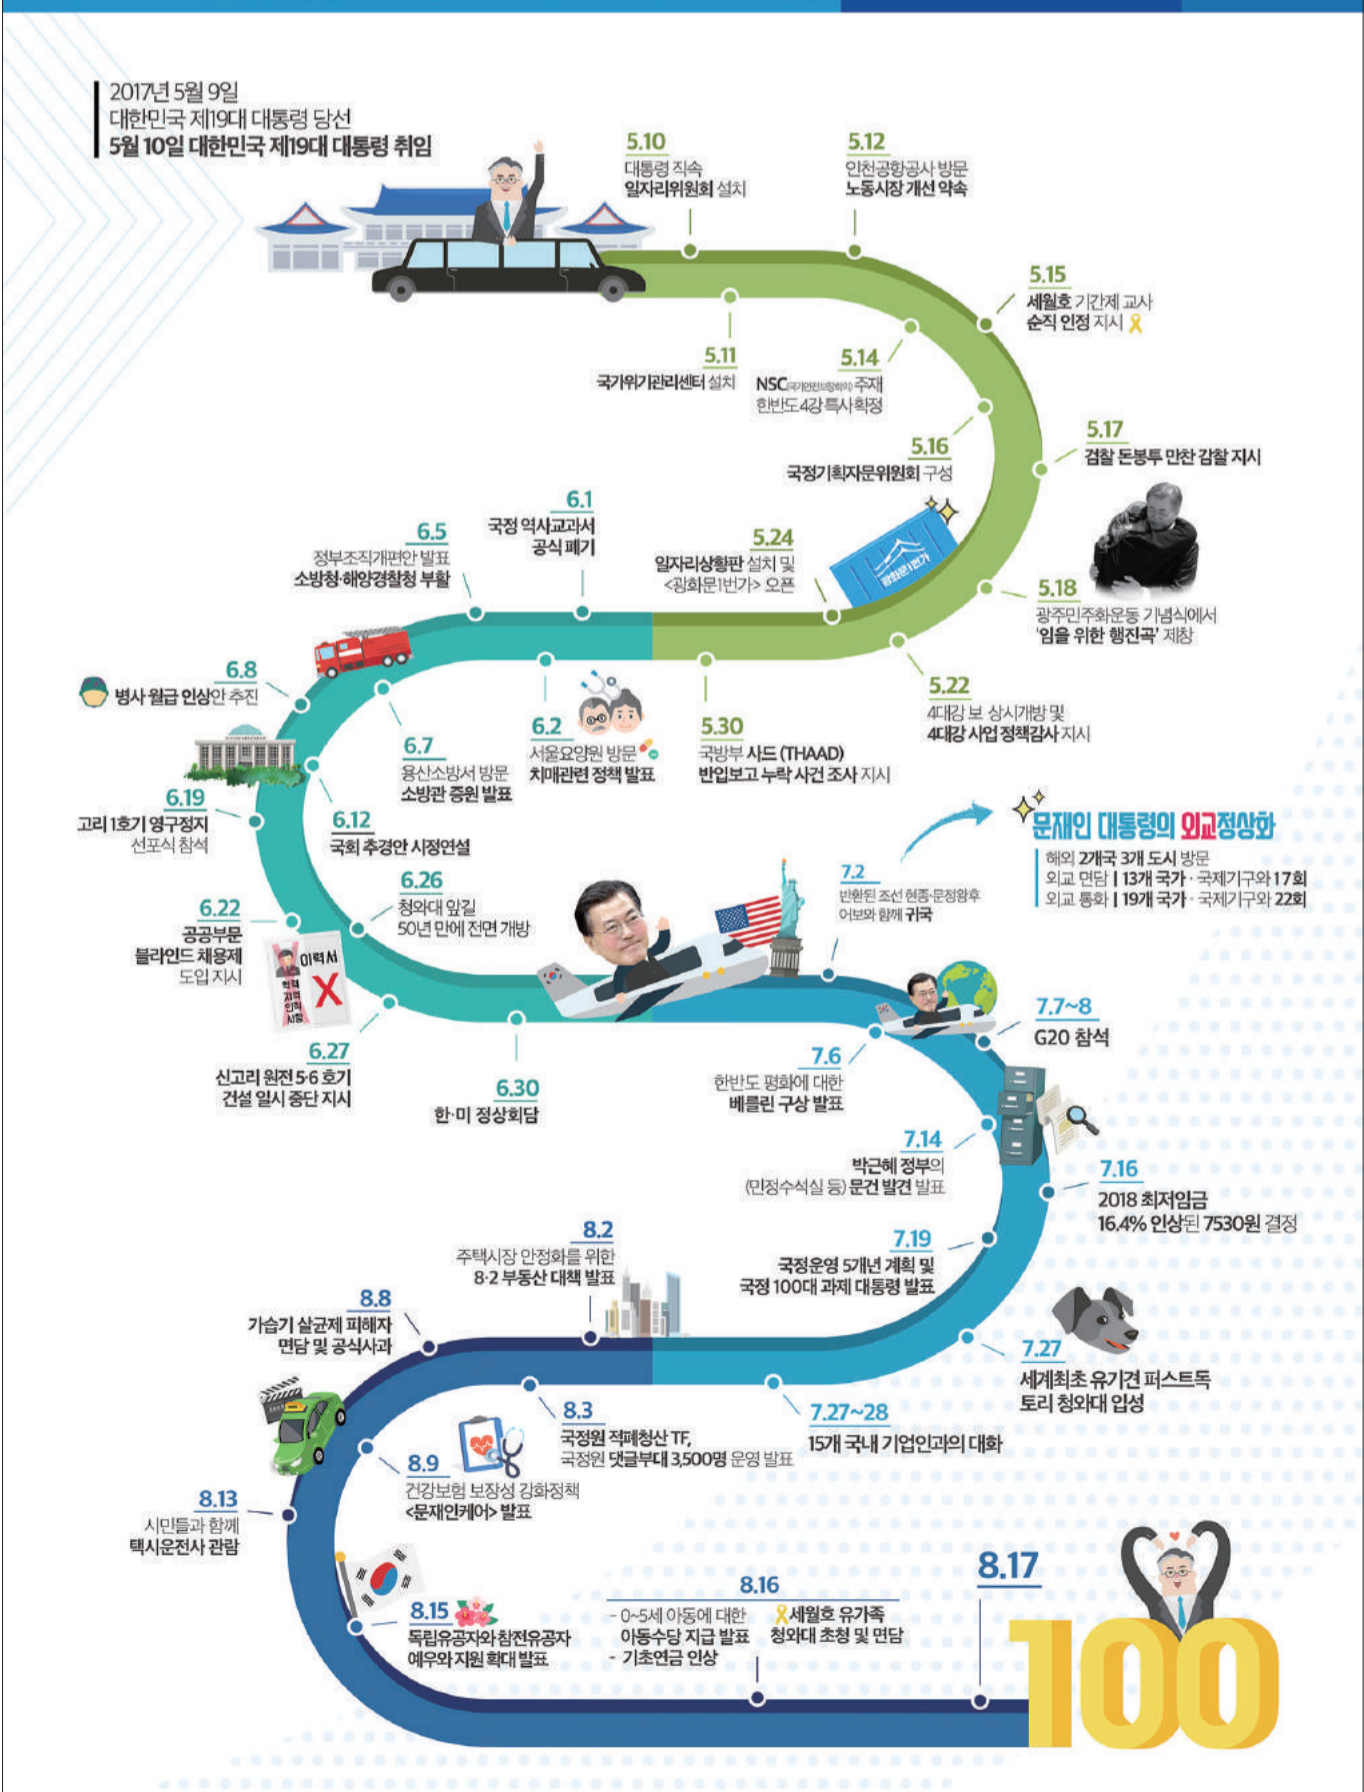 2017년 5월 9일
대한민국 제19대 대통령 당선
5월 10일 대한민국 제19대 대통령 취임
5.10
대통령 직속
일자리위원회 설치
5.11
국가위기관리센터 설치
5.12
인천공항공사 방문
노동시장 개선 약속
5.14
NSC(국가안전보장회의) 주재
한반도 4강 특사 확정
5.15
세월호 기간제 교사
순직 인정 지시
5.16
국정기획자문위원회 구성
5.17
검찰 돈봉투 만찬 감찰 지시
5.18
광주민주화운동 기념식에서
'임을 위한 행진곡' 제창
5.22
4대강 보 상시개방 및
4대강 사업 정책감사 지시
5.24
일자리상황판 설치 및
<광화문1번가> 오픈
광화문1번가
5.30
국방부 사드 (THAAD)
반입보고 누락 사건 조사 지시
6.1
국정 역사교과서
공식 폐기
6.2
서울요양원 방문
치매관련 정책 발표
6.5
정부조직개편안 발표
소방청·해양경찰청 부활
6.7
용산소방서 방문
소방관 증원 발표
6.8
병사 월급 인상안 추진
6.12
국회 추경안 시정연설
6.19
고리 1호기 영구정지
선포식 참석
6.22
공공부문
블라인드 채용제
도입 지시
이력서
학력
지역
인적
사항
X
6.26
청와대 앞길
50년 만에 전면 개방
6.27
신고리 원전 5·6 호기
건설 일시 중단 지시
6.30
한·미 정상회담
7.2
반환된 조선 현종·문정왕후
어보와 함께 귀국
문재인 대통령의 외교정상화
해외 2개국 3개 도시 방문
외교 면담 | 13개 국가 · 국제기구와 17회
외교 통화 | 19개 국가 · 국제기구와 22회
7.6
한반도 평화에 대한
베를린 구상 발표
7.7~8
G20 참석
7.14
박근혜 정부의
(민정수석실 등) 문건 발견 발표
7.16
2018 최저임금
16.4% 인상된 7530원 결정
7.19
국정운영 5개년 계획 및
국정 100대 과제 대통령 발표
7.27
세계최초 유기견 퍼스트독
토리 청와대 입성
7.27~28
15개 국내 기업인과의 대화
8.2
주택시장 안정화를 위한
8·2 부동산 대책 발표
8.3
국정원 적폐청산 TF,
국정원 댓글부대 3,500명 운영 발표
8.8
가습기 살균제 피해자
면담 및 공식사과
8.9
건강보험 보장성 강화정책
<문재인케어> 발표
8.13
시민들과 함께
택시운전사 관람
8.15
독립유공자와 참전유공자
예우와 지원 확대 발표
8.16
- 0~5세 아동에 대한
아동수당 지급 발표
- 기초연금 인상
세월호 유가족
청와대 초청 및 면담
8.17
100